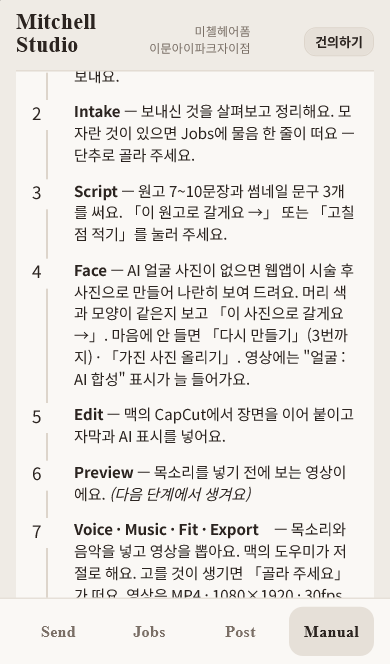 Mitchell
Studio
미젤헤어폼
이문아이파크자이점
건의하기
보내요.
2
Intake — 보내신 것을 살펴보고 정리해요. 모
자란 것이 있으면 Jobs에 물음 한 줄이 떠요 —
단추로 골라 주세요.
3
Script — 원고 7~10문장과 썸네일 문구 3개
를 써요. 「이 원고로 갈게요 →」 또는 「고칠
점 적기」를 눌러 주세요.
4
Face — AI 얼굴 사진이 없으면 웹앱이 시술 후
사진으로 만들어 나란히 보여 드려요. 머리 색
과 모양이 같은지 보고 「이 사진으로 갈게요
→」. 마음에 안 들면 「다시 만들기」(3번까
지) · 「가진 사진 올리기」. 영상에는 "얼굴 :
AI 합성" 표시가 늘 들어가요.
5
Edit — 맥의 CapCut에서 장면을 이어 붙이고
자막과 AI 표시를 넣어요.
6
Preview — 목소리를 넣기 전에 보는 영상이
에요. (다음 단계에서 생겨요)
7
Voice · Music · Fit · Export — 목소리와
음악을 넣고 영상을 뽑아요. 맥의 도우미가 저
절로 해요. 고를 것이 생기면 「골라 주세요」
가 떠요. 영상은 MP4 · 1080×1920 · 30fps
Send
Jobs
Post
Manual